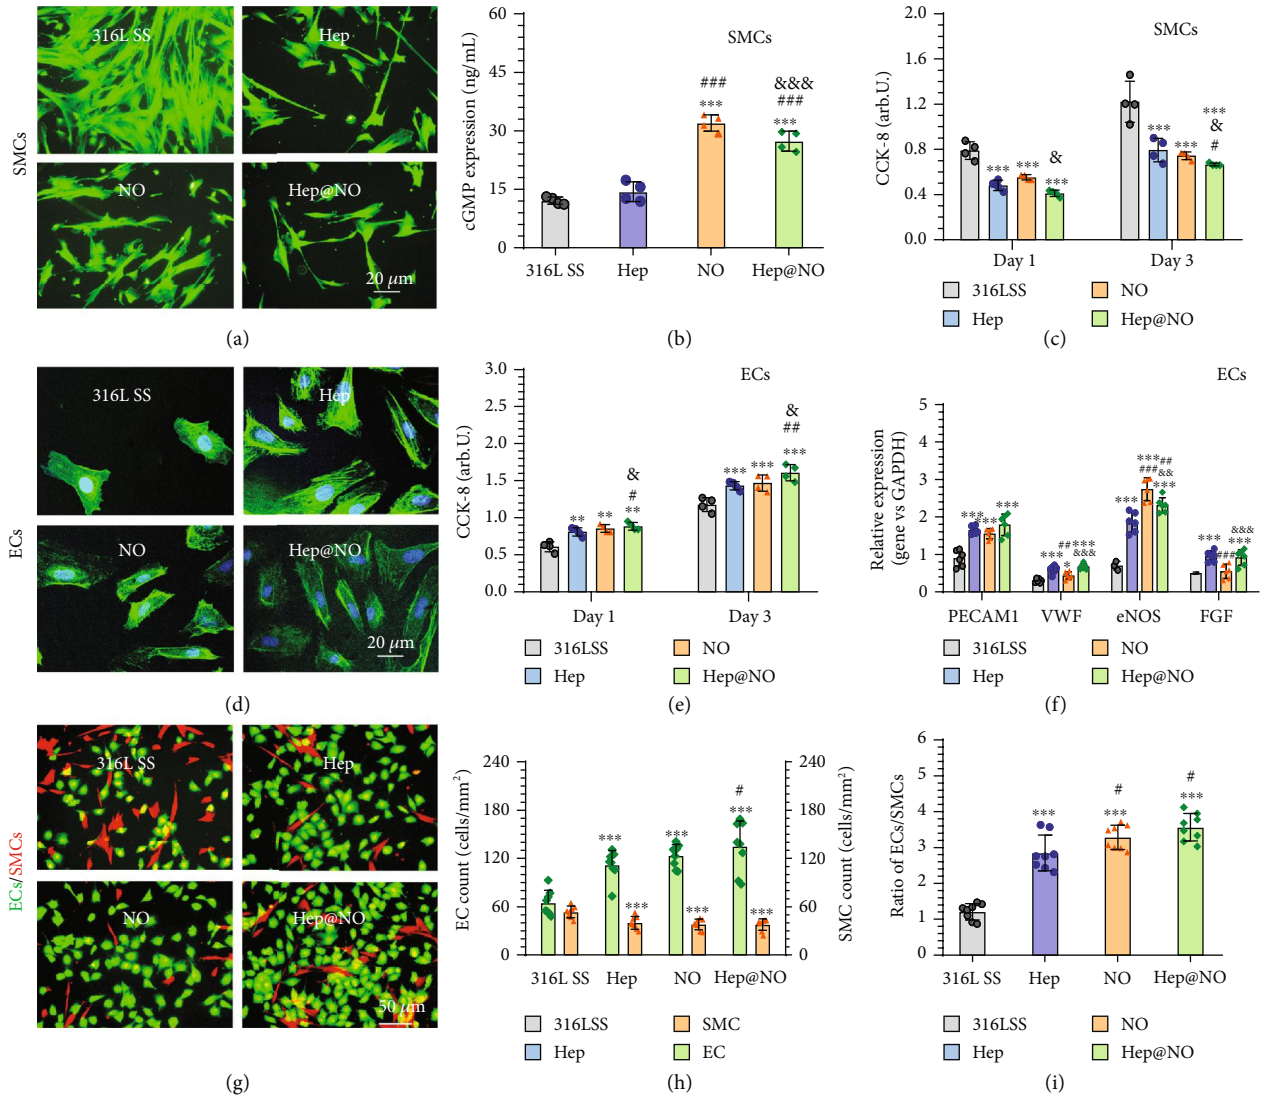 316L SS
Hep
NO
Hep@NO
20 μm
SMCs
(a)
60
45
30
15
0
cGMP expression (ng/mL)
SMCs
###
***
&&&
###
***
316L SS Hep NO Hep@NO
(b)
2.0
1.6
1.2
0.8
0.4
0.0
CCK-8 (arb.U.)
SMCs
*** *** *** &
*** *** *** & #
Day 1 Day 3
316LSS NO
Hep Hep@NO
(c)
316L SS
Hep
NO
Hep@NO
20 μm
ECs
(d)
3.0
2.5
2.0
1.5
1.0
0.5
0.0
CCK-8 (arb.U.)
ECs
** ** ** # &
*** *** *** ## &
Day 1 Day 3
316LSS NO
Hep Hep@NO
(e)
5
4
3
2
1
0
Relative expression
(gene vs GAPDH)
ECs
*** *** ***
*** ## * *** &&&
*** *** ### ## && ***
*** ### &&& ***
PECAM1 VWF eNOS FGF
316LSS NO
Hep Hep@NO
(f)
316L SS
Hep
NO
Hep@NO
50 μm
ECs/SMCs
(g)
240
180
120
60
0
EC count (cells/mm²)
240
180
120
60
0
SMC count (cells/mm²)
#
*** *** ***
*** *** ***
316L SS Hep NO Hep@NO
316LSS SMC
Hep EC
(h)
6
5
4
3
2
1
0
Ratio of ECs/SMCs
# #
*** *** ***
316L SS Hep NO Hep@NO
316LSS NO
Hep Hep@NO
(i)